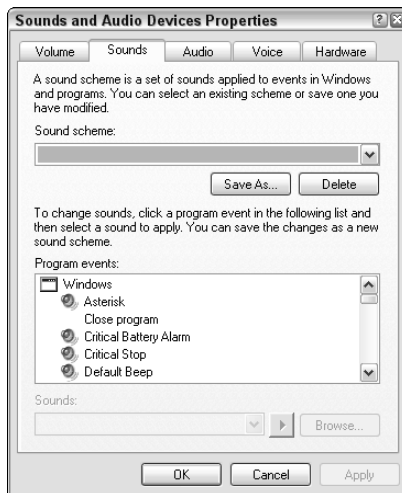 Sounds and Audio Devices Properties
Volume Sounds Audio Voice Hardware
A sound scheme is a set of sounds applied to events in Windows
and programs. You can select an existing scheme or save one you
have modified.
Sound scheme:
Save As... Delete
To change sounds, click a program event in the following list and
then select a sound to apply. You can save the changes as a new
sound scheme.
Program events:
Windows
Asterisk
Close program
Critical Battery Alarm
Critical Stop
Default Beep
Sounds:
Browse...
OK Cancel Apply